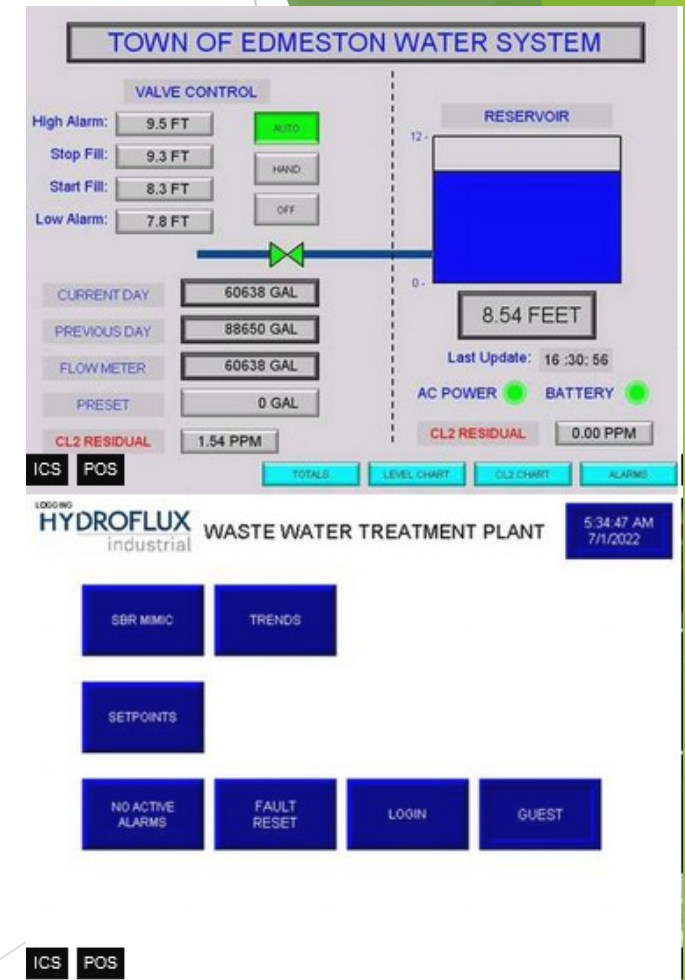 TOWN OF EDMESTON WATER SYSTEM
VALVE CONTROL
High Alarm: 9.5 FT
AUTO
Stop Fill: 9.3 FT
HAND
Start Fill: 8.3 FT
OFF
Low Alarm: 7.8 FT
RESERVOIR
12 -
0 -
8.54 FEET
Last Update: 16 :30: 56
AC POWER BATTERY
CL2 RESIDUAL 0.00 PPM
CURRENT DAY 60638 GAL
PREVIOUS DAY 88650 GAL
FLOW METER 60638 GAL
PRESET 0 GAL
CL2 RESIDUAL 1.54 PPM
ICS POS
TOTALS LEVEL CHART CL2 CHART ALARMS
LOGGING
HYDROFLUX
industrial
WASTE WATER TREATMENT PLANT
5:34:47 AM
7/1/2022
SBR MIMIC
TRENDS
SETPOINTS
NO ACTIVE
ALARMS
FAULT
RESET
LOGIN
GUEST
ICS POS